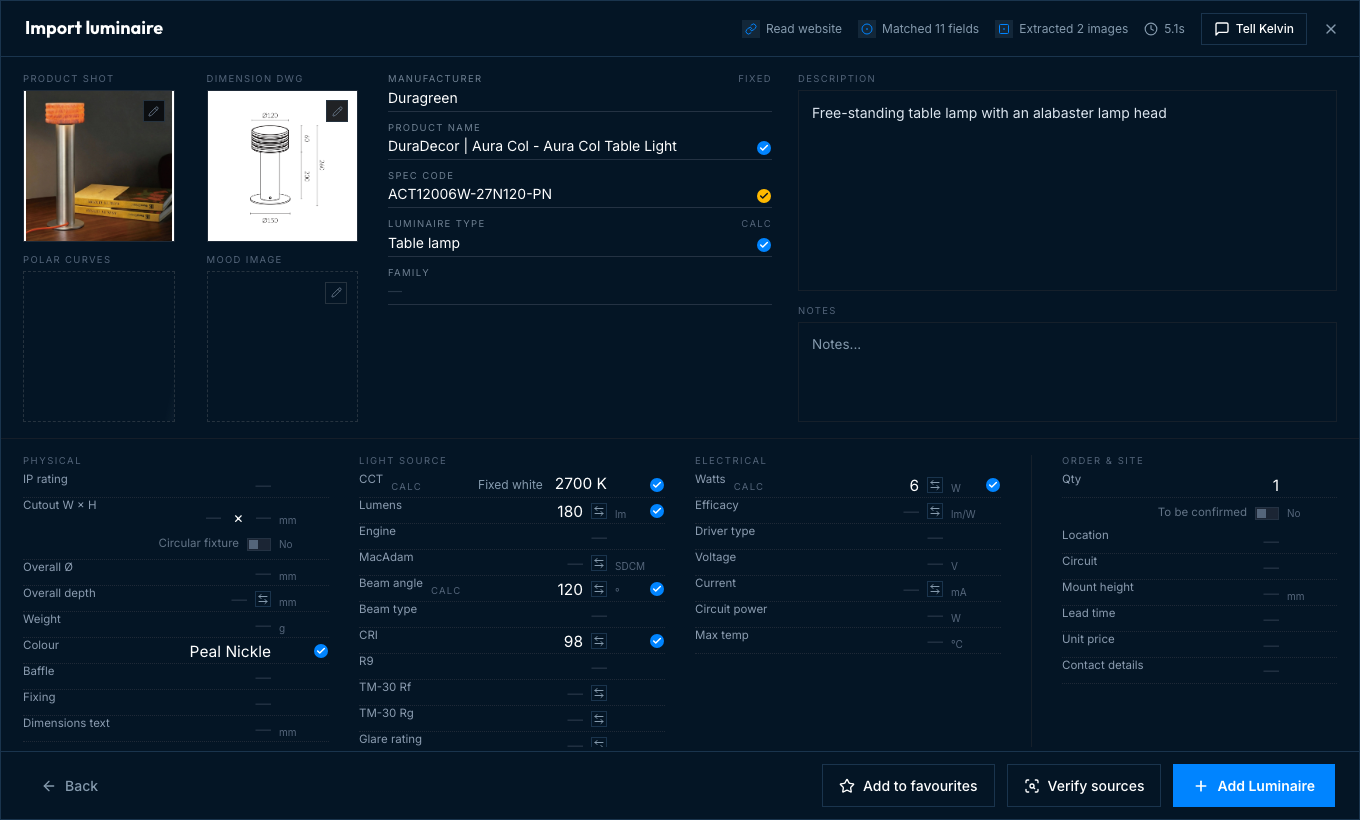 Import luminaire
Read website
Matched 11 fields
Extracted 2 images
5.1s
Tell Kelvin
PRODUCT SHOT
DIMENSION DWG
Ø120
60
200
260
Ø150
POLAR CURVES
MOOD IMAGE
MANUFACTURER FIXED
Duragreen
PRODUCT NAME
DuraDecor | Aura Col - Aura Col Table Light
SPEC CODE
ACT12006W-27N120-PN
LUMINAIRE TYPE CALC
Table lamp
FAMILY
—
DESCRIPTION
Free-standing table lamp with an alabaster lamp head
NOTES
Notes...
PHYSICAL
IP rating —
Cutout W × H
— × — mm
Circular fixture No
Overall Ø — mm
Overall depth — mm
Weight — g
Colour Peal Nickle
Baffle —
Fixing —
Dimensions text — mm
LIGHT SOURCE
CCT CALC Fixed white 2700 K
Lumens 180 lm
Engine —
MacAdam — SDCM
Beam angle CALC 120 °
Beam type —
CRI 98
R9 —
TM-30 Rf —
TM-30 Rg —
Glare rating —
ELECTRICAL
Watts CALC 6 W
Efficacy — lm/W
Driver type —
Voltage — V
Current — mA
Circuit power — W
Max temp — °C
ORDER & SITE
Qty 1
To be confirmed No
Location —
Circuit —
Mount height — mm
Lead time —
Unit price —
Contact details —
Back
Add to favourites
Verify sources
Add Luminaire